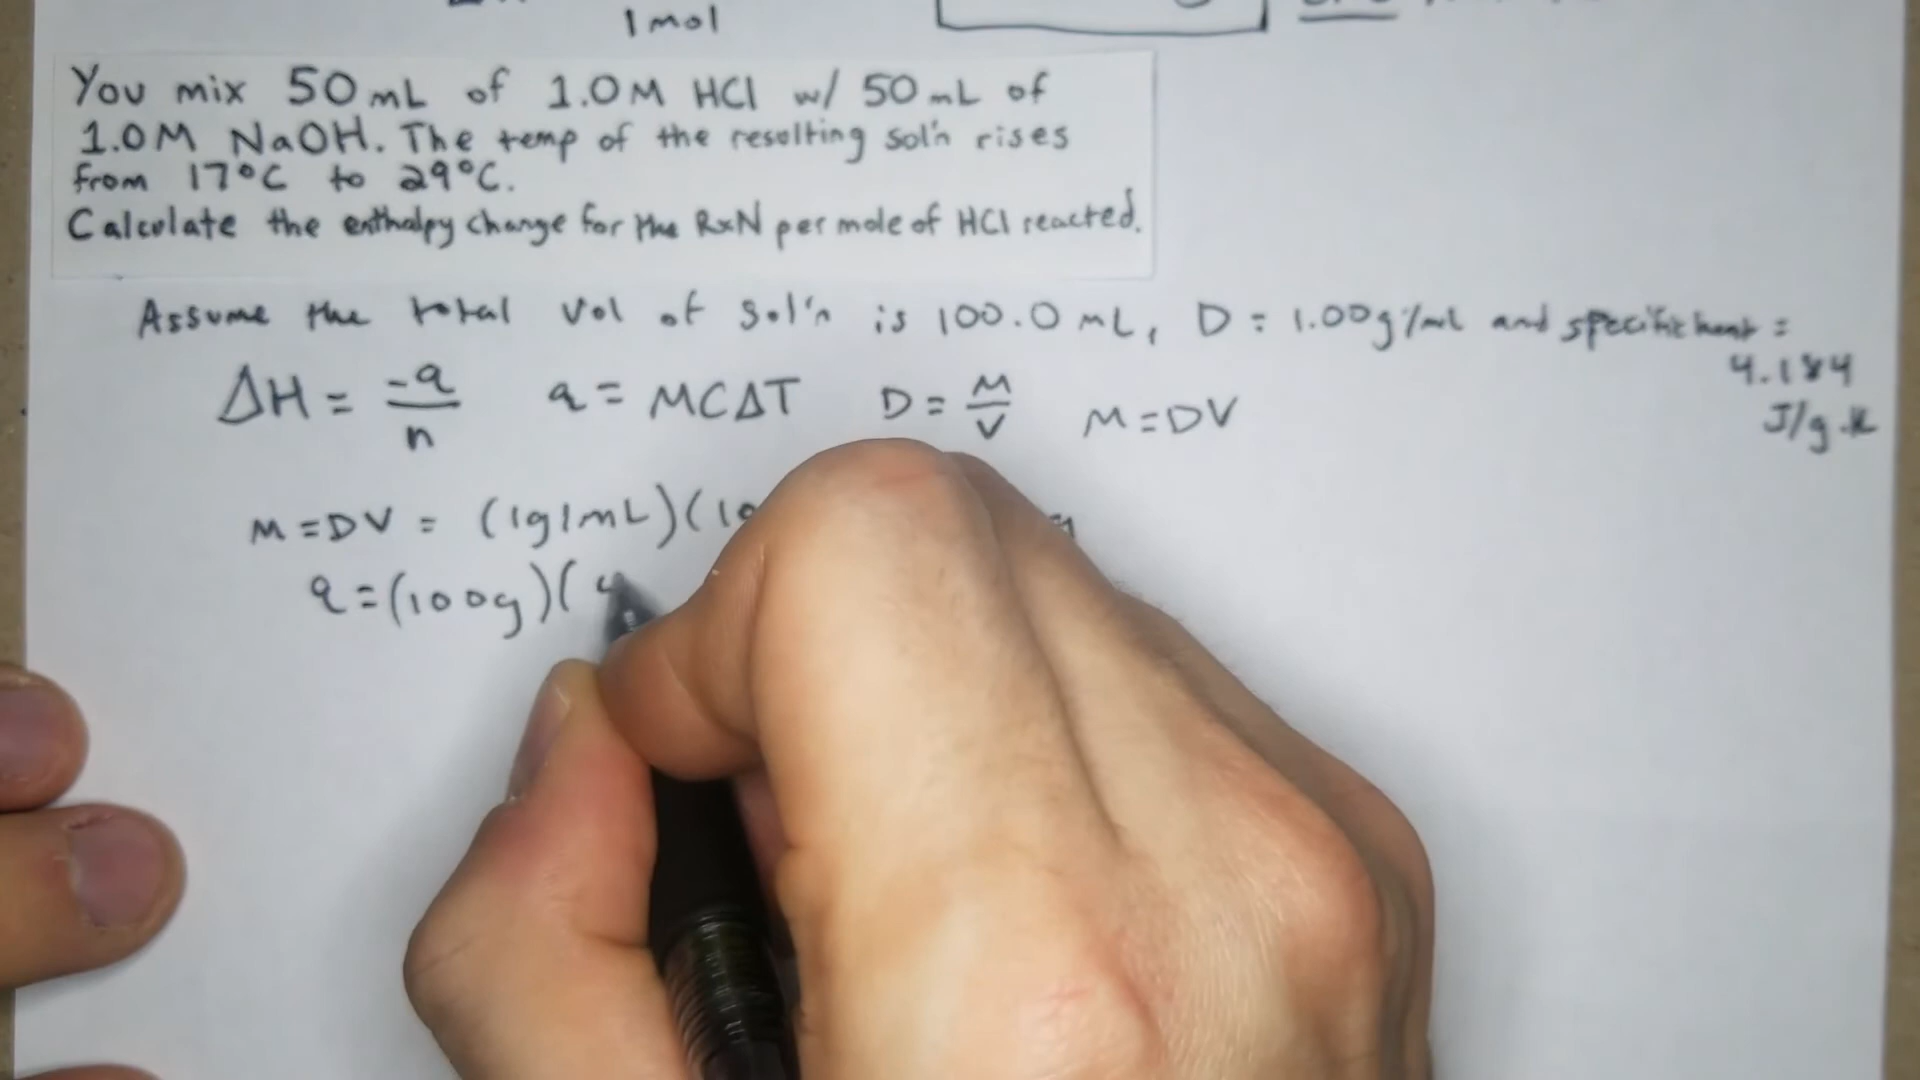 1 mol
You mix 50 mL of 1.0M HCl w/ 50 mL of
1.0M NaOH. The temp of the resulting sol'n rises
from 17°C to 29°C.
Calculate the enthalpy change for the RxN per mole of HCl reacted.
Assume the total vol of sol'n is 100.0 mL, D = 1.00g/mL and specific heat =
4.184
J/g·K
ΔH = -q/n q = MCΔT D = M/V M = DV
M = DV = (1g/mL)(10
q = (100g)(